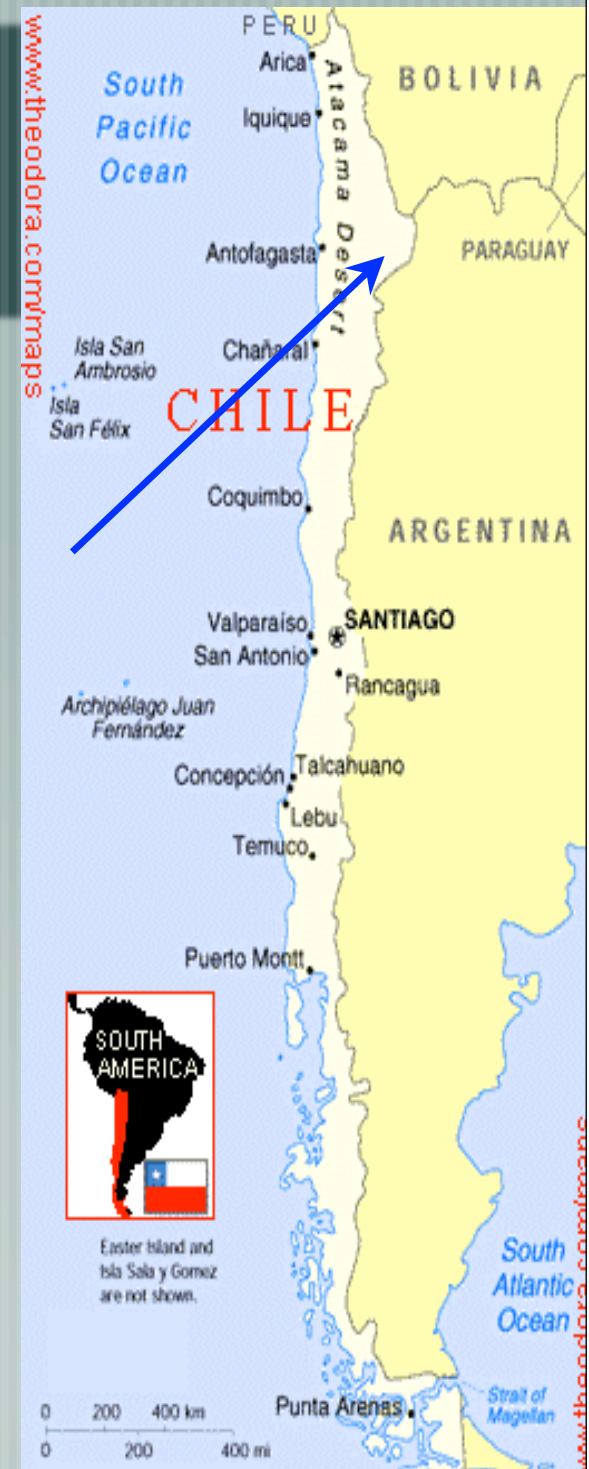 www.theodora.com/maps
PERU
Arica
South
Pacific
Ocean
Atacama Desert
BOLIVIA
Iquique
Antofagasta
PARAGUAY
Isla San
Ambrosio
Chañaral
Isla
San Félix
CHILE
Coquimbo
ARGENTINA
Valparaíso
SANTIAGO
San Antonio
Rancagua
Archipiélago Juan
Fernández
Concepción
Talcahuano
Lebu
Temuco
Puerto Montt
SOUTH
AMERICA
Easter Island and
Isla Sala y Gomez
are not shown.
South
Atlantic
Ocean
Strait of
Magellan
Punta Arenas
0 200 400 km
0 200 400 mi
www.theodora.com/maps